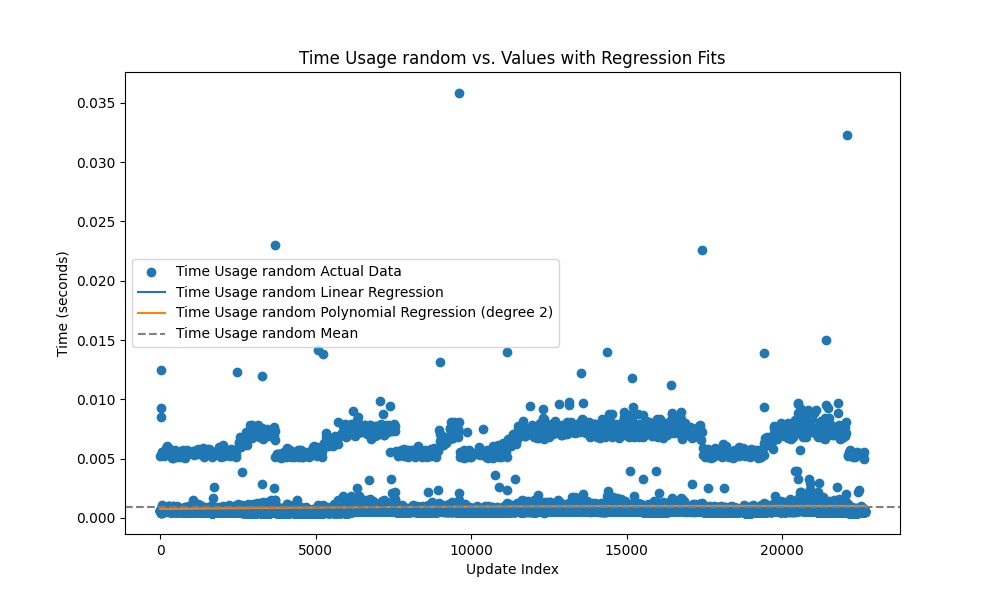 Time Usage random vs. Values with Regression Fits
Time (seconds)
0.035
0.030
0.025
0.020
0.015
0.010
0.005
0.000
Time Usage random Actual Data
Time Usage random Linear Regression
Time Usage random Polynomial Regression (degree 2)
Time Usage random Mean
0
5000
10000
15000
20000
Update Index